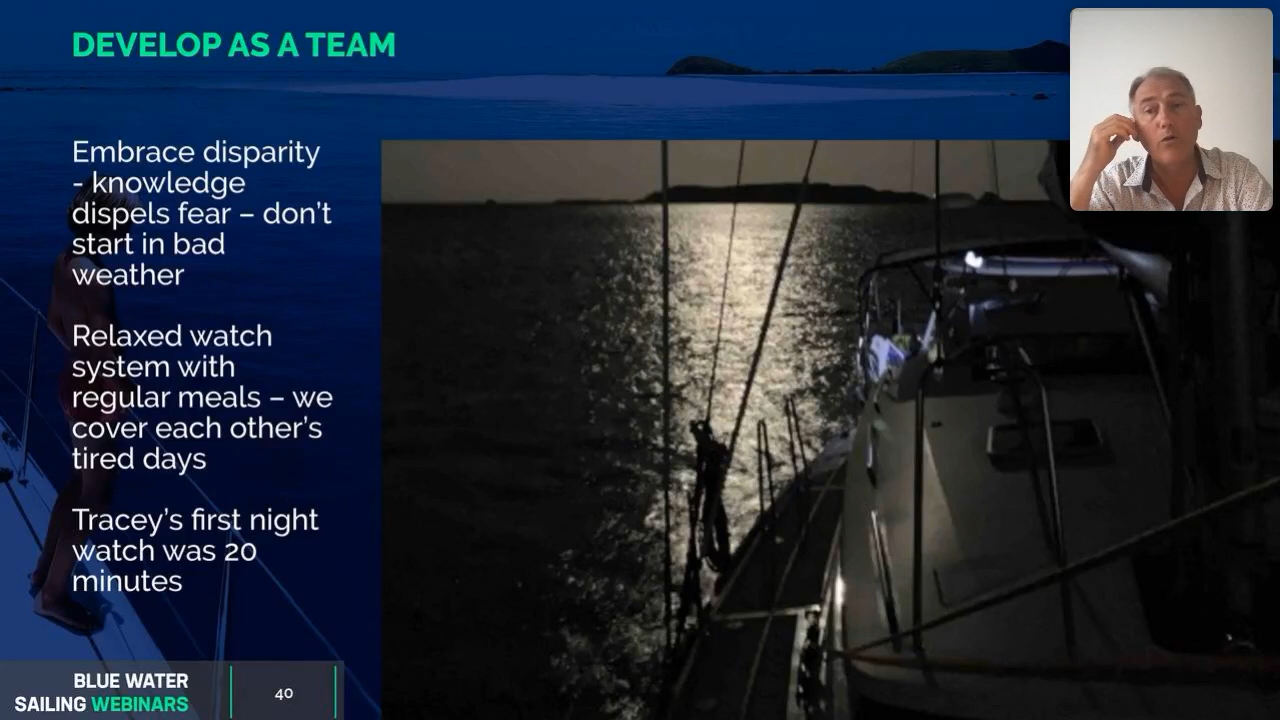 DEVELOP AS A TEAM
Embrace disparity
- knowledge
dispels fear – don’t
start in bad
weather
Relaxed watch
system with
regular meals – we
cover each other’s
tired days
Tracey’s first night
watch was 20
minutes
BLUE WATER
SAILING WEBINARS
40